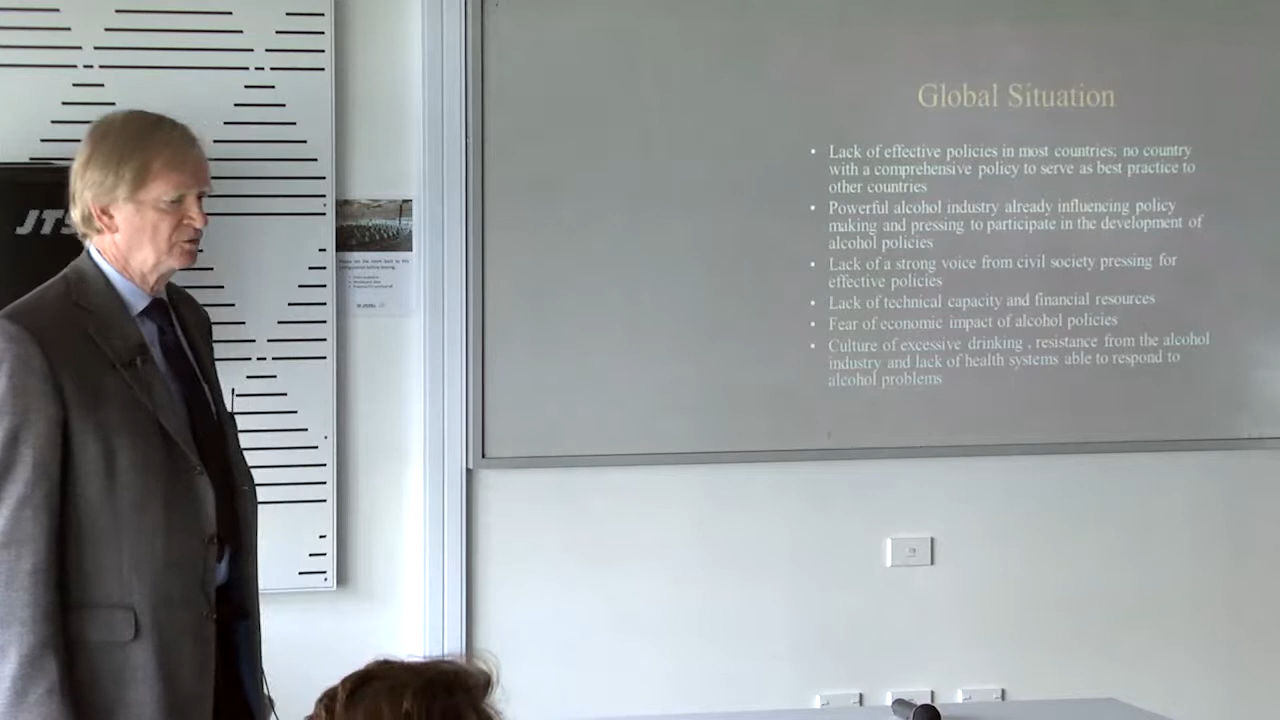 JTS
Global Situation
• Lack of effective policies in most countries; no country
with a comprehensive policy to serve as best practice to
other countries
• Powerful alcohol industry already influencing policy
making and pressing to participate in the development of
alcohol policies
• Lack of a strong voice from civil society pressing for
effective policies
• Lack of technical capacity and financial resources
• Fear of economic impact of alcohol policies
• Culture of excessive drinking , resistance from the alcohol
industry and lack of health systems able to respond to
alcohol problems